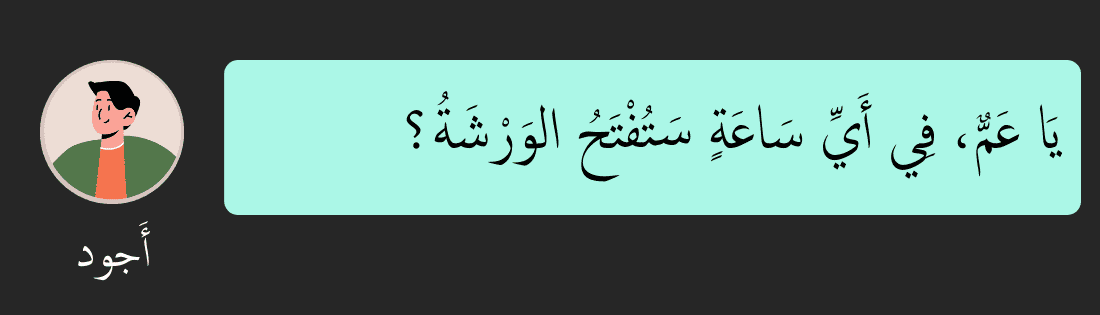 يَا عَمٌّ، فِي أَيِّ سَاعَةٍ سَتُفْتَحُ الوَرْشَةُ؟
أَجود